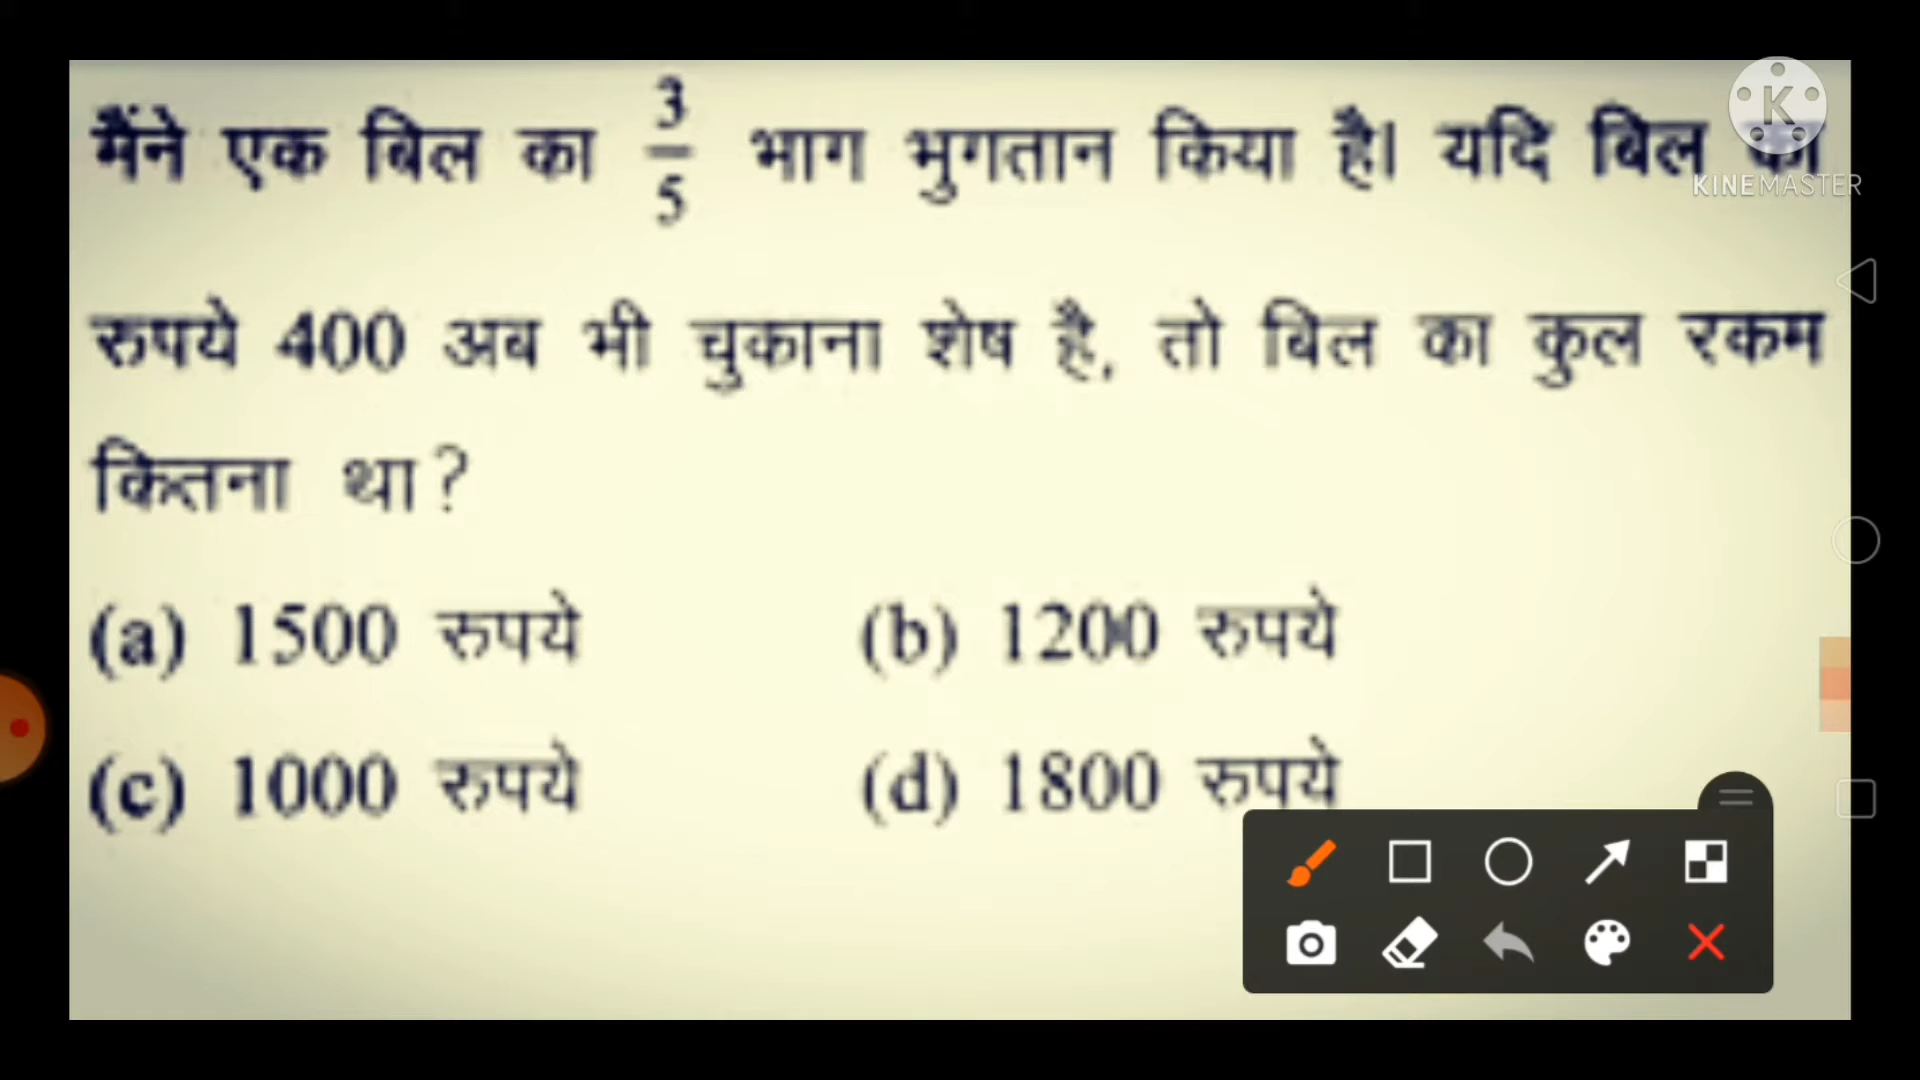 मैंने एक बिल का 3/5 भाग भुगतान किया है। यदि बिल का
KINEMASTER
रुपये 400 अब भी चुकाना शेष है, तो बिल का कुल रकम
कितना था?
(a) 1500 रुपये (b) 1200 रुपये
(c) 1000 रुपये (d) 1800 रुपये